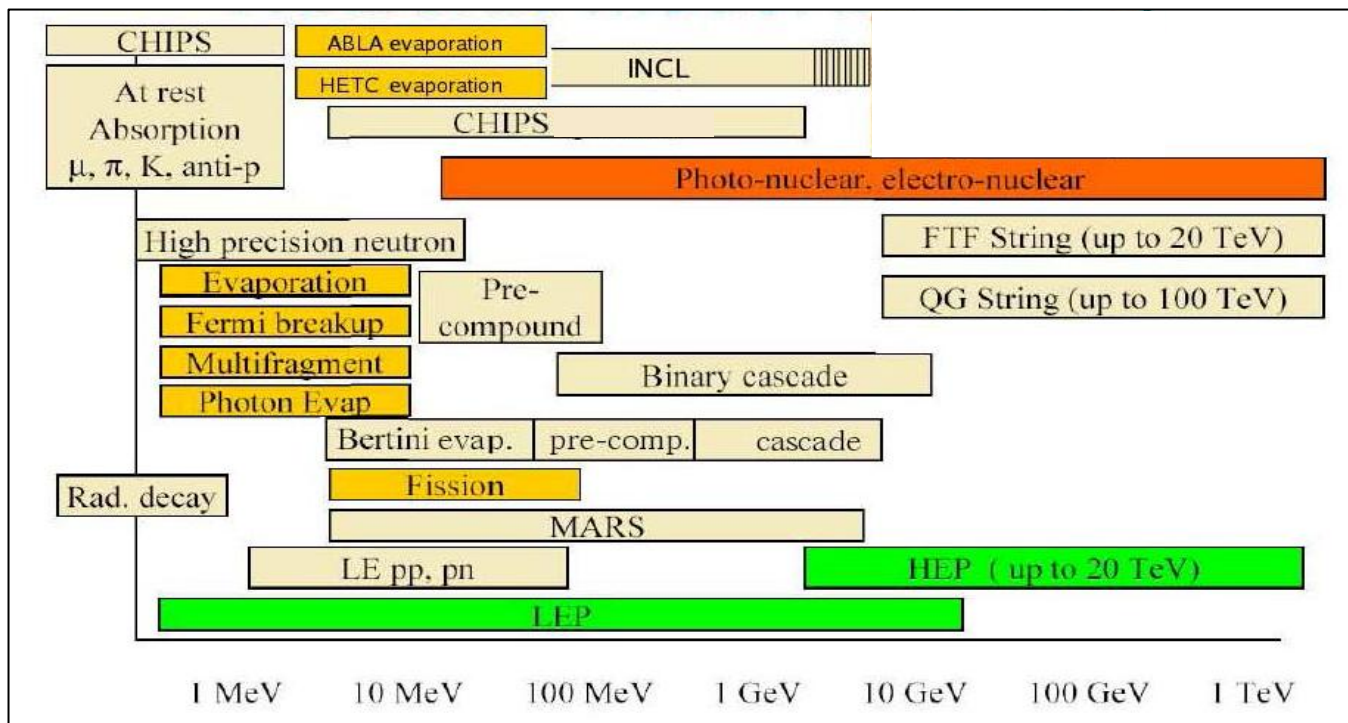 CHIPS
ABLA evaporation
HETC evaporation
INCL
At rest
Absorption
μ, π, K, anti-p
CHIPS
Photo-nuclear, electro-nuclear
High precision neutron
FTF String (up to 20 TeV)
Evaporation
Pre-
compound
QG String (up to 100 TeV)
Fermi breakup
Multifragment
Binary cascade
Photon Evap
Bertini evap.
pre-comp.
cascade
Rad. decay
Fission
MARS
LE pp, pn
HEP ( up to 20 TeV)
LEP
1 MeV 10 MeV 100 MeV 1 GeV 10 GeV 100 GeV 1 TeV